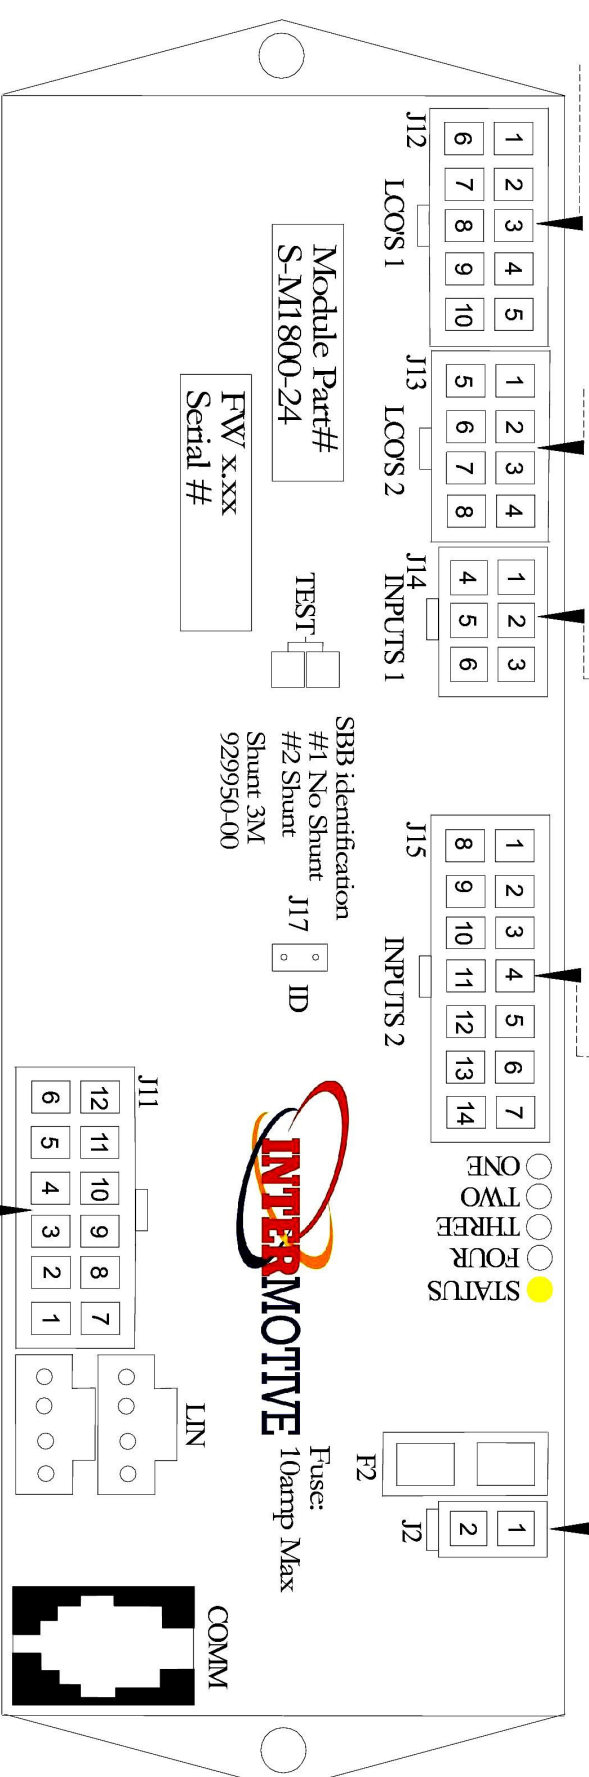 J12
1 2 3 4 5
6 7 8 9 10
LCO'S 1
J13
1 2 3 4
5 6 7 8
LCO'S 2
J14
1 2 3
4 5 6
INPUTS 1
J15
1 2 3 4 5 6 7
8 9 10 11 12 13 14
INPUTS 2
ONE
TWO
THREE
FOUR
STATUS
F2
J2
1
2
Module Part#
S-M1800-24
FW x.xx
Serial #
TEST
SBB identification
#1 No Shunt
#2 Shunt
Shunt 3M
929950-00
J17
ID
INTERMOTIVE
Fuse:
10amp Max
J11
12 11 10 9 8 7
6 5 4 3 2 1
LIN
COMM